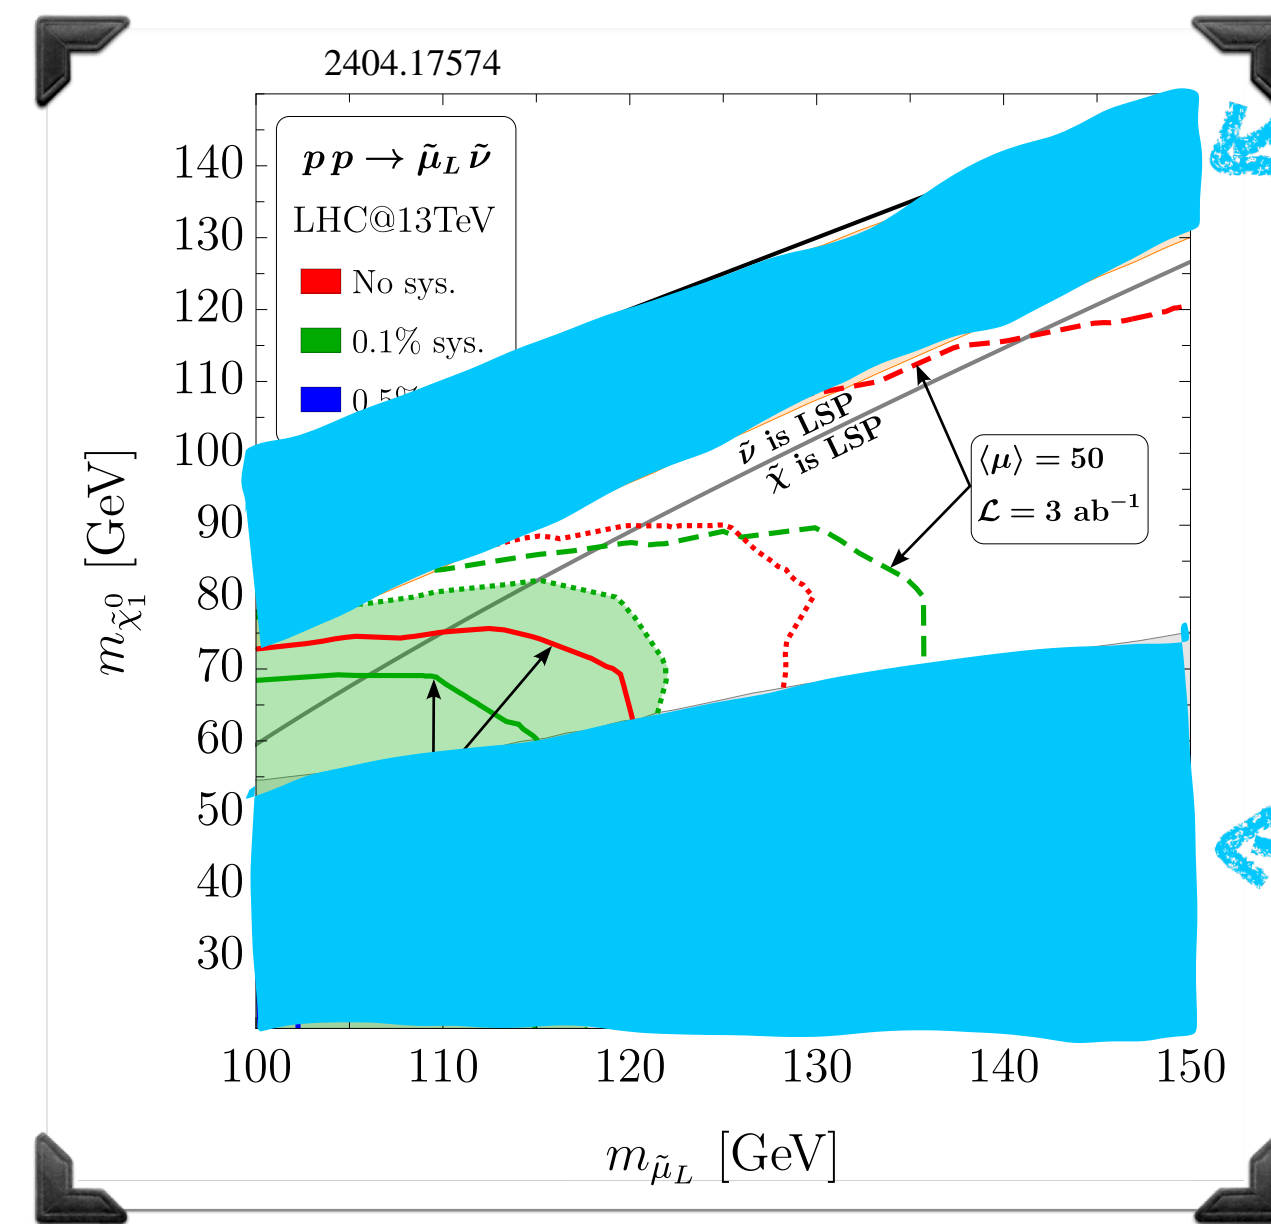 2404.17574
p p → μ̃_L ν̃
LHC@13TeV
No sys.
0.1% sys.
140
130
120
110
100
90
80
70
60
50
40
30
m_χ̃₁⁰ [GeV]
ν̃ is LSP
χ̃ is LSP
⟨μ⟩ = 50
𝓛 = 3 ab⁻¹
100 110 120 130 140 150
m_μ̃_L [GeV]